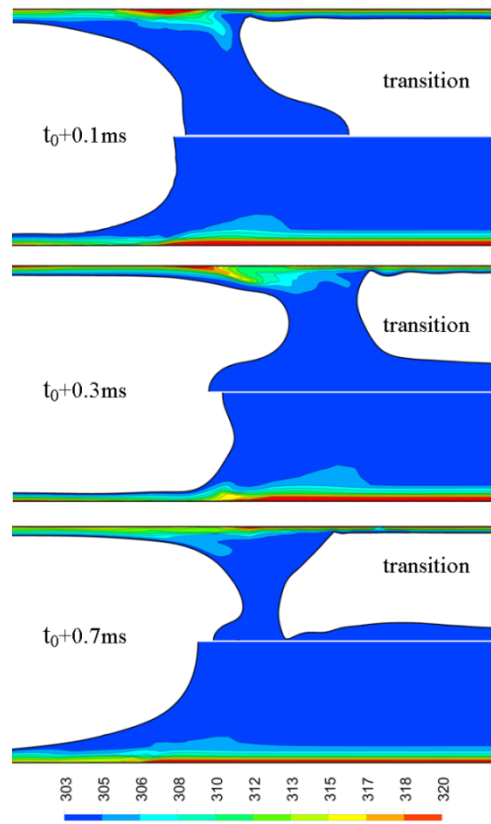 transition
t₀+0.1ms
transition
t₀+0.3ms
transition
t₀+0.7ms
303 305 306 308 310 312 313 315 317 318 320